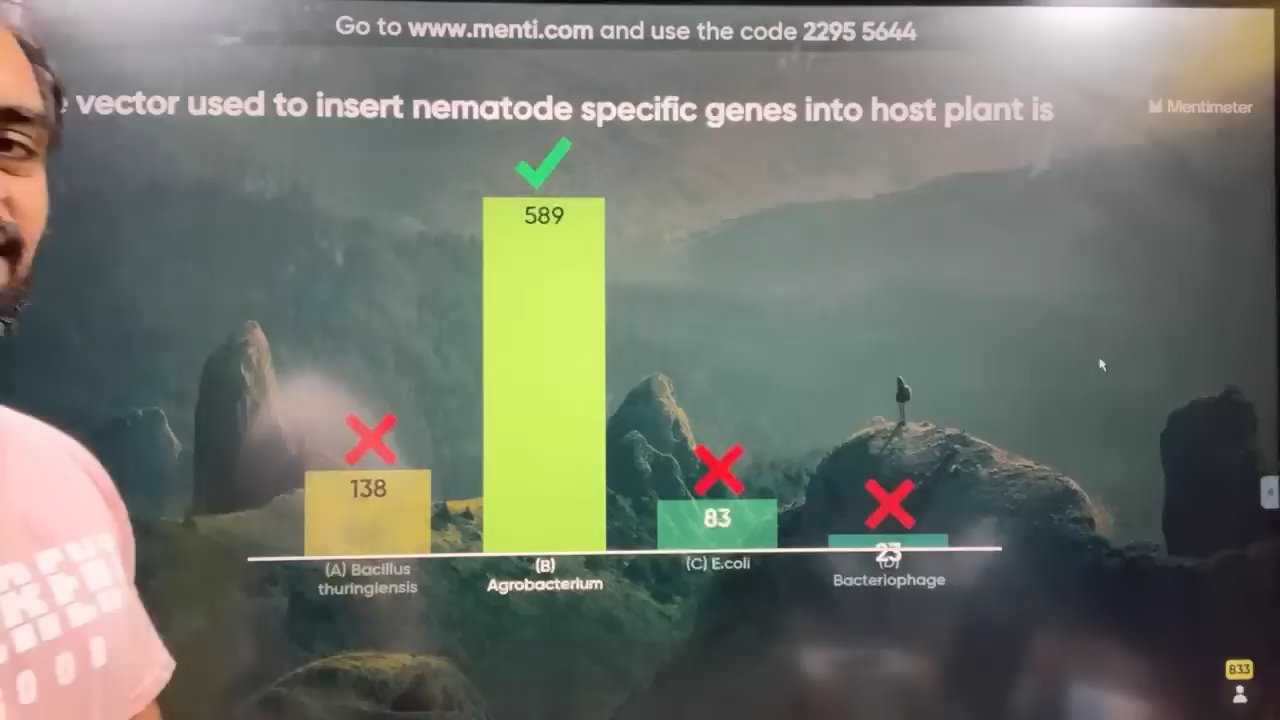 Go to www.menti.com and use the code 2295 5644
vector used to insert nematode specific genes into host plant is
Mentimeter
589
138
83
23
(A) Bacillus
thuringiensis
(B)
Agrobacterium
(C) E.coli
(D)
Bacteriophage
833